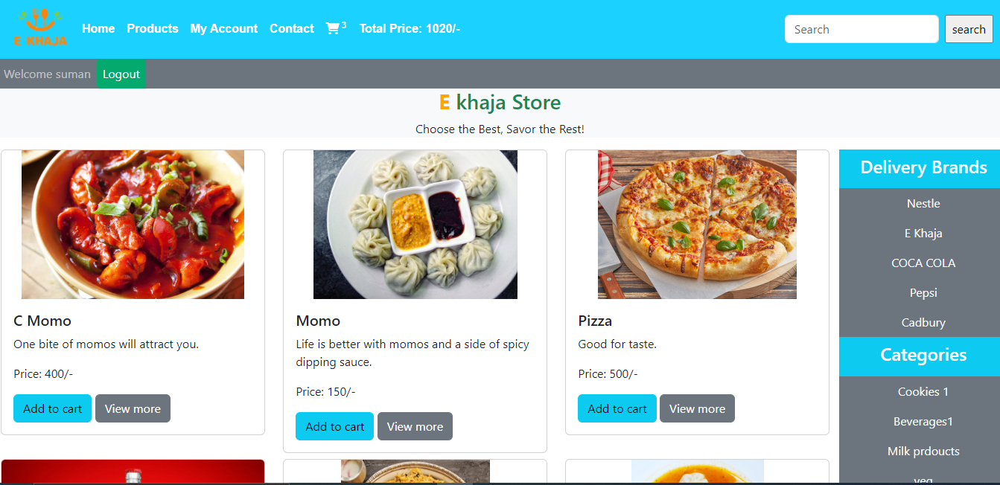 E KHAJA
Home Products My Account Contact 3 Total Price: 1020/- Search search
Welcome suman Logout
E khaja Store
Choose the Best, Savor the Rest!
C Momo
One bite of momos will attract you.
Price: 400/-
Add to cart View more
Momo
Life is better with momos and a side of spicy
dipping sauce.
Price: 150/-
Add to cart View more
Pizza
Good for taste.
Price: 500/-
Add to cart View more
Delivery Brands
Nestle
E Khaja
COCA COLA
Pepsi
Cadbury
Categories
Cookies 1
Beverages1
Milk prdoucts
veg